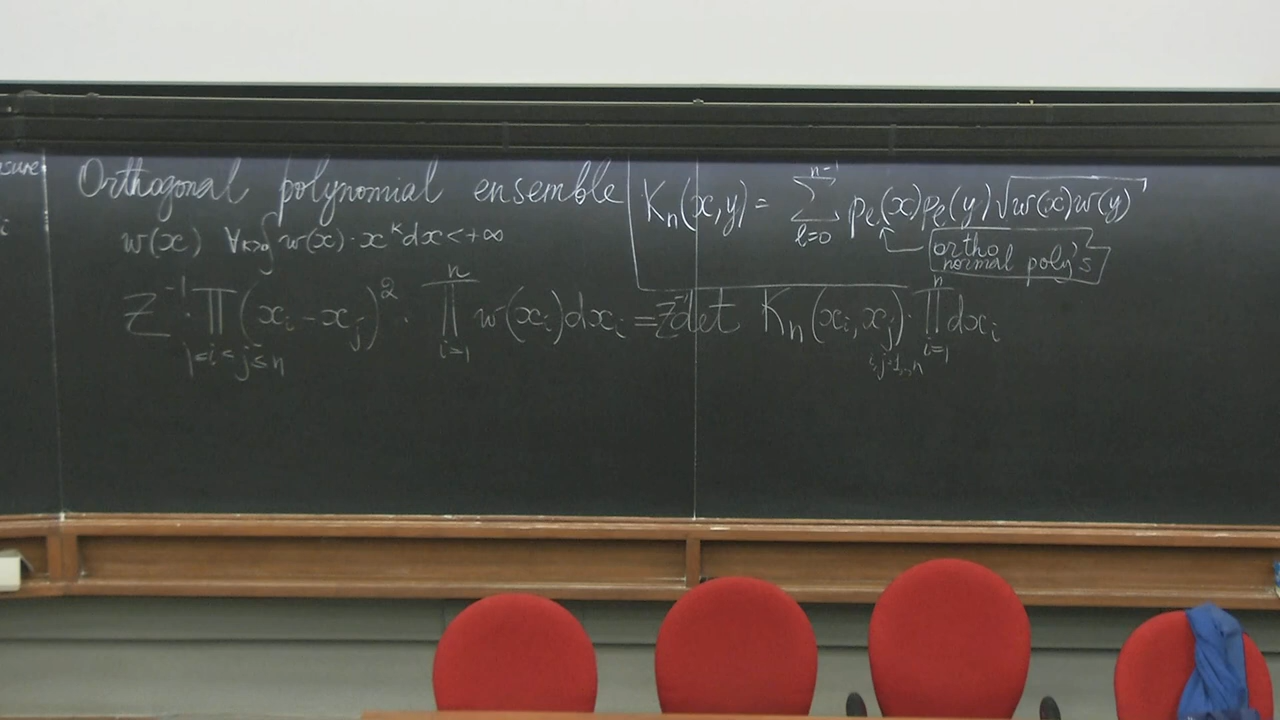 sure
i
Orthogonal polynomial ensemble
w(x) ∀k≥0 ∫ w(x)·x^k dx < +∞
Z^{-1}·∏_{1≤i<j≤n} (x_i - x_j)^2 · ∏_{i=1}^{n} w(x_i) dx_i = Z^{-1} det K_n(x_i, x_j)_{i,j=1,..,n} · ∏_{i=1}^{n} dx_i
K_n(x,y) = ∑_{ℓ=0}^{n-1} p_ℓ(x) p_ℓ(y) √w(x)w(y)
ortho
normal poly's